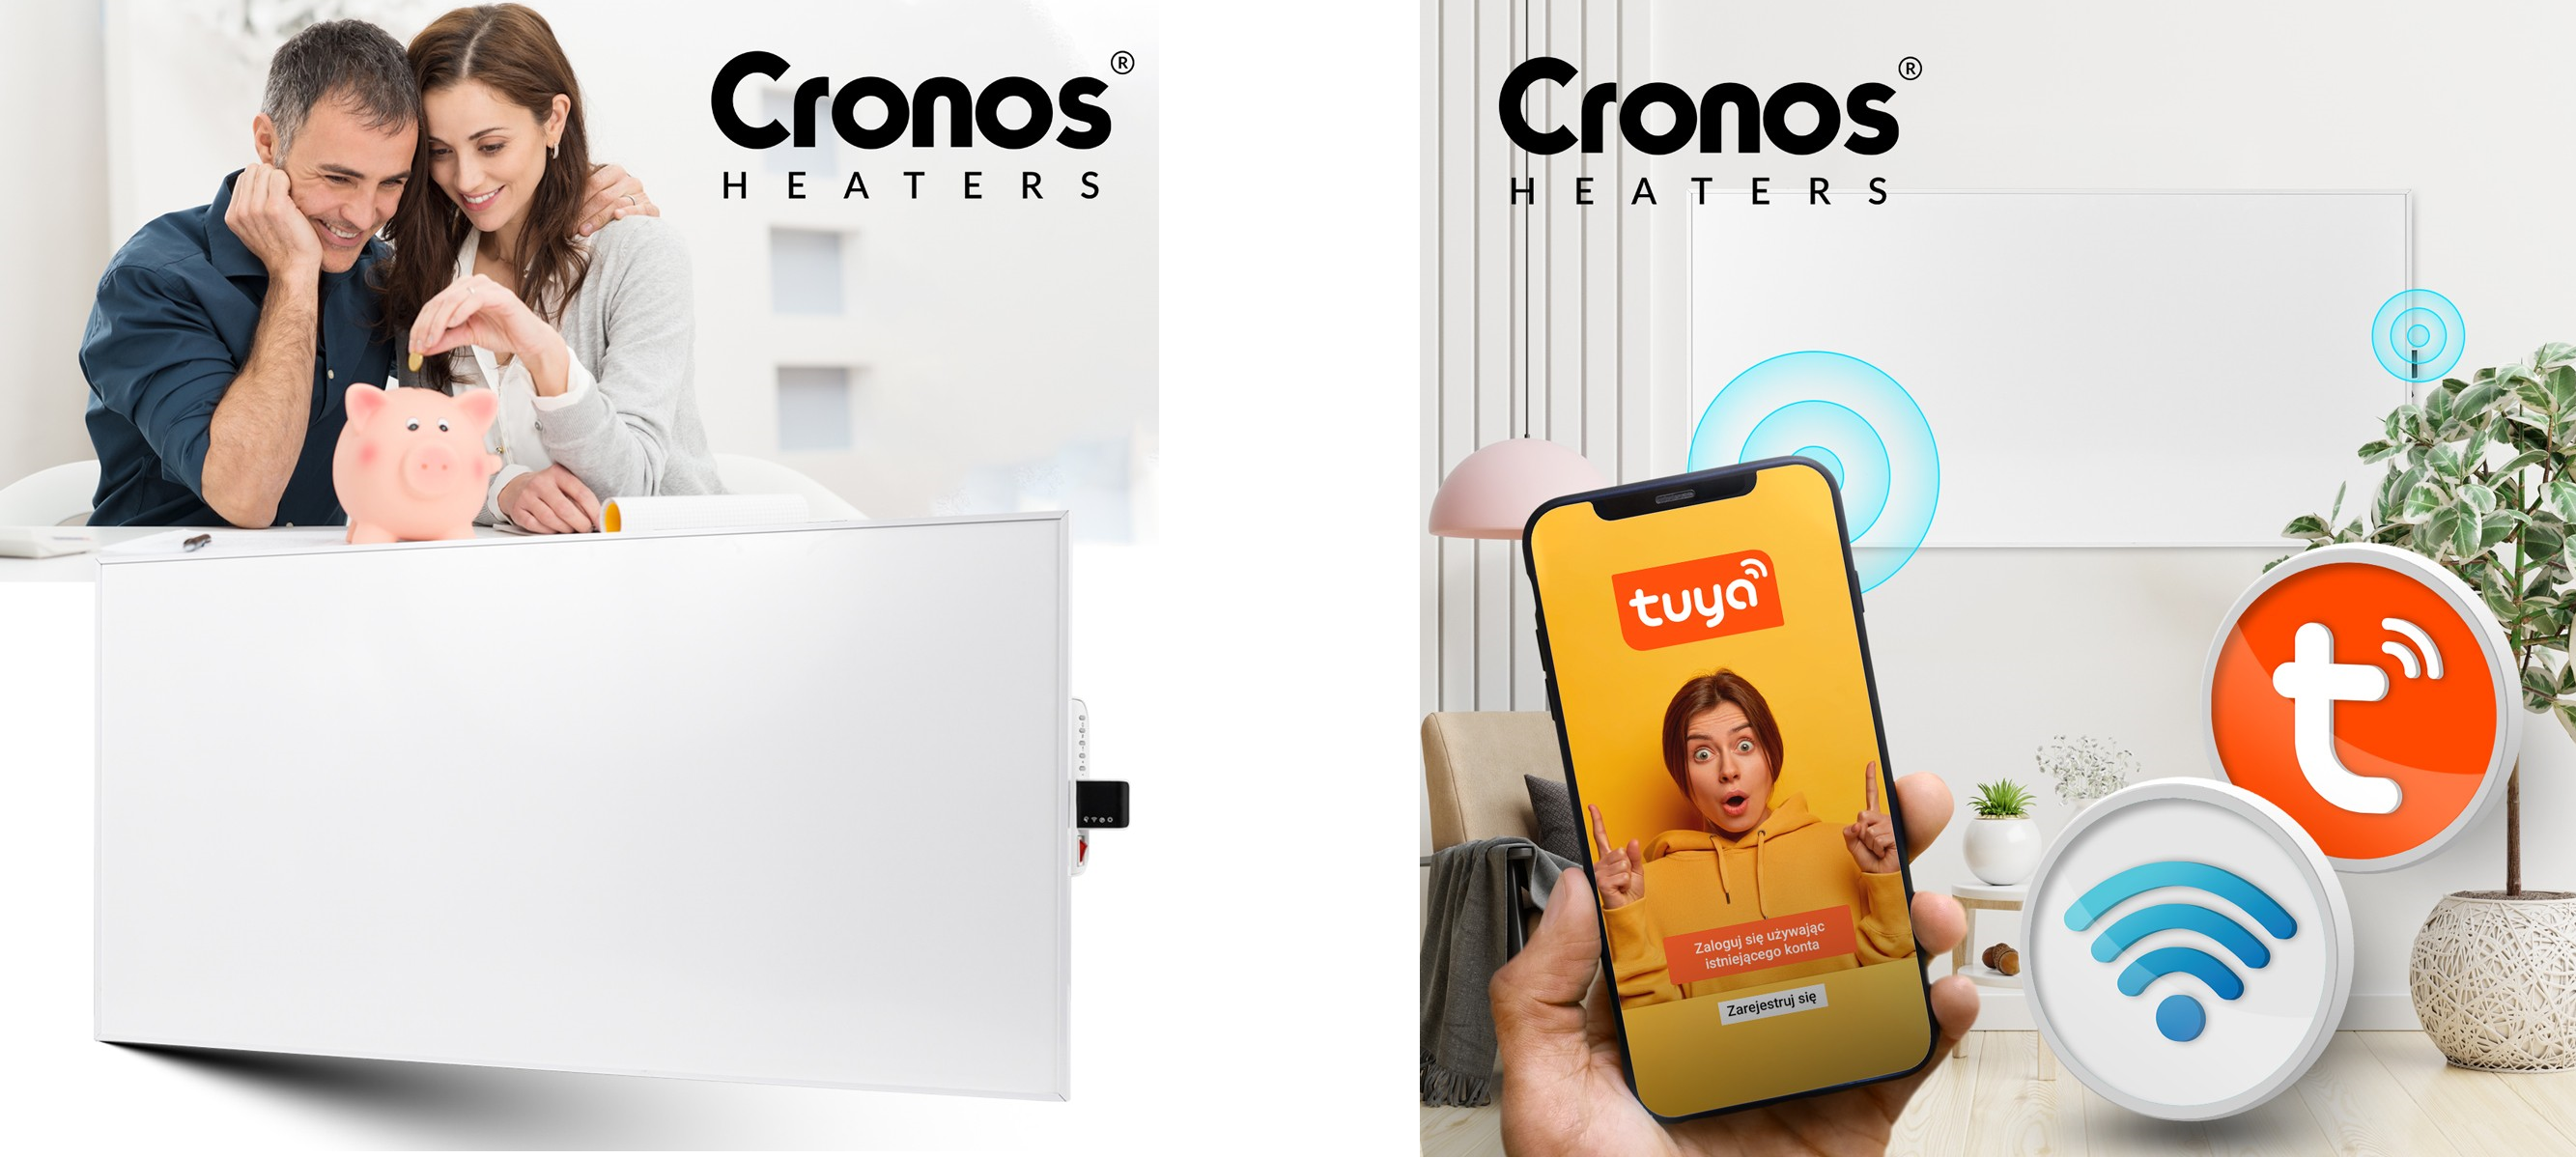 Cronos®
HEATERS
Cronos®
HEATERS
tuya
t
Zaloguj się używając
istniejącego konta
Zarejestruj się